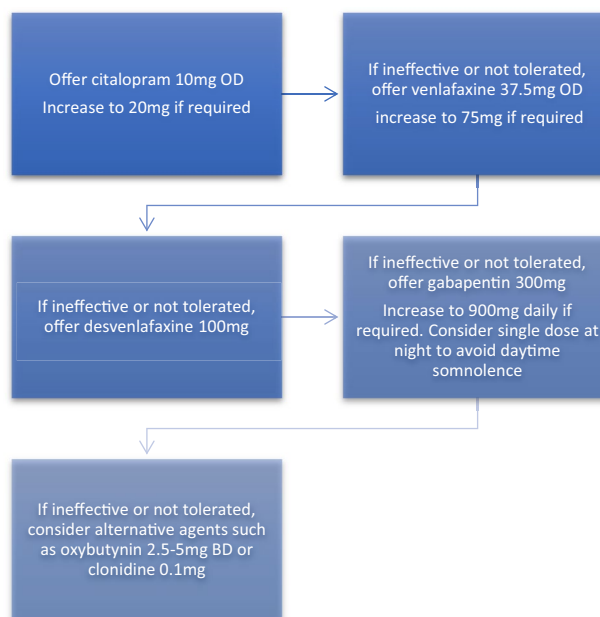 Offer citalopram 10mg OD
Increase to 20mg if required
If ineffective or not tolerated,
offer venlafaxine 37.5mg OD
increase to 75mg if required
If ineffective or not tolerated,
offer desvenlafaxine 100mg
If ineffective or not tolerated,
offer gabapentin 300mg
Increase to 900mg daily if
required. Consider single dose at
night to avoid daytime
somnolence
If ineffective or not tolerated,
consider alternative agents such
as oxybutynin 2.5-5mg BD or
clonidine 0.1mg